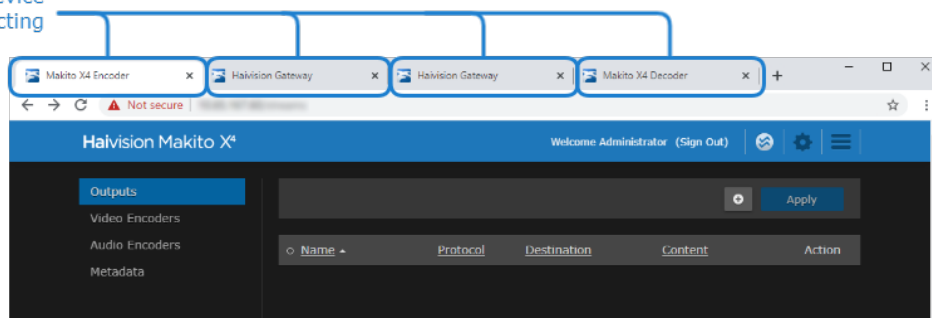 cting
Makito X4 Encoder Haivision Gateway Haivision Gateway Makito X4 Decoder
Not secure
Haivision Makito X4 Welcome Administrator (Sign Out)
Outputs
Apply
Video Encoders
Audio Encoders
Name Protocol Destination Content Action
Metadata